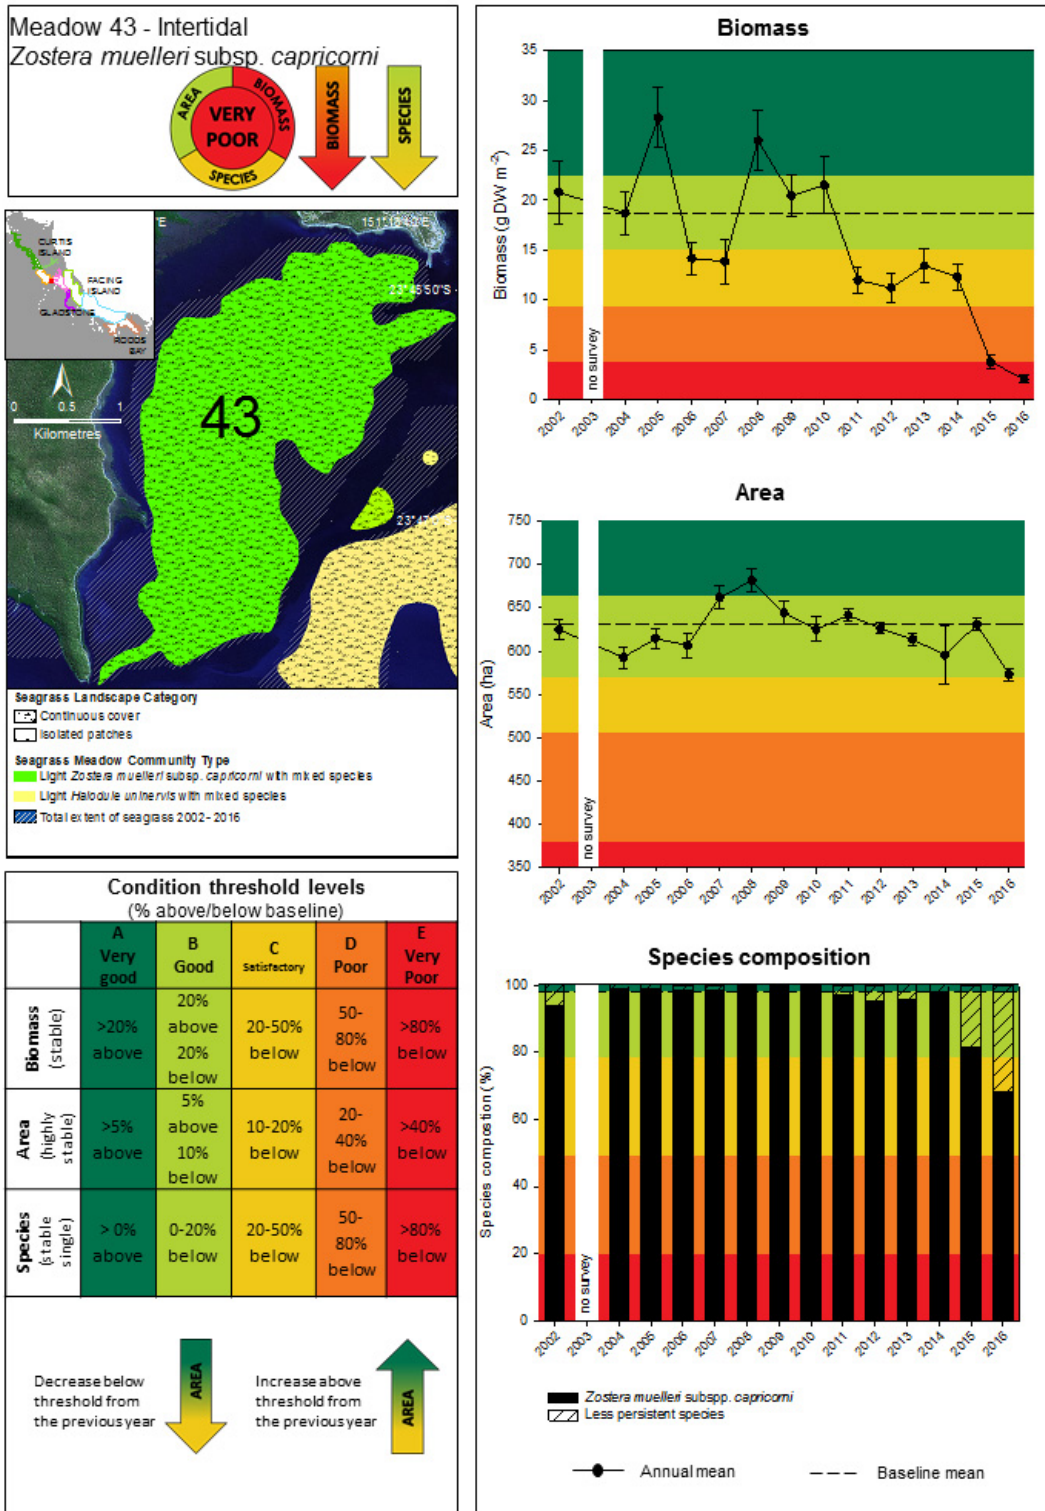 Meadow 43 - Intertidal
Zostera muelleri subsp. capricorni
AREA
BIOMASS
SPECIES
VERY
POOR
BIOMASS
SPECIES
CURTIS
ISLAND
FACING
ISLAND
GLADSTONE
RODDS
BAY
23°45'50"S
43
0 0.5 1
Kilometres
Seagrass Landscape Category
Continuous cover
Isolated patches
Seagrass Meadow Community Type
Light Zostera muelleri subsp. capricorni with mixed species
Light Halodule uninervis with mixed species
Total extent of seagrass 2002-2016
Condition threshold levels
(% above/below baseline)
A
Very
good
B
Good
C
Satisfactory
D
Poor
E
Very
Poor
Biomass
(stable)
>20%
above
20%
above
20%
below
20-50%
below
50-
80%
below
>80%
below
Area
(highly
stable)
>5%
above
5%
above
10%
below
10-20%
below
20-
40%
below
>40%
below
Species
(stable
single)
> 0%
above
0-20%
below
20-50%
below
50-
80%
below
>80%
below
Decrease below
threshold from
the previous year
AREA
Increase above
threshold from
the previous year
AREA
Biomass
Biomass (g DW m-2)
35
30
25
20
15
10
5
0
no survey
2002 2003 2004 2005 2006 2007 2008 2009 2010 2011 2012 2013 2014 2015 2016
Area
Area (ha)
750
700
650
600
550
500
450
400
350
no survey
2002 2003 2004 2005 2006 2007 2008 2009 2010 2011 2012 2013 2014 2015 2016
Species composition
Species compostion (%)
100
80
60
40
20
0
no survey
2002 2003 2004 2005 2006 2007 2008 2009 2010 2011 2012 2013 2014 2015 2016
Zostera muelleri subspp. capricorni
Less persistent species
Annual mean
Baseline mean